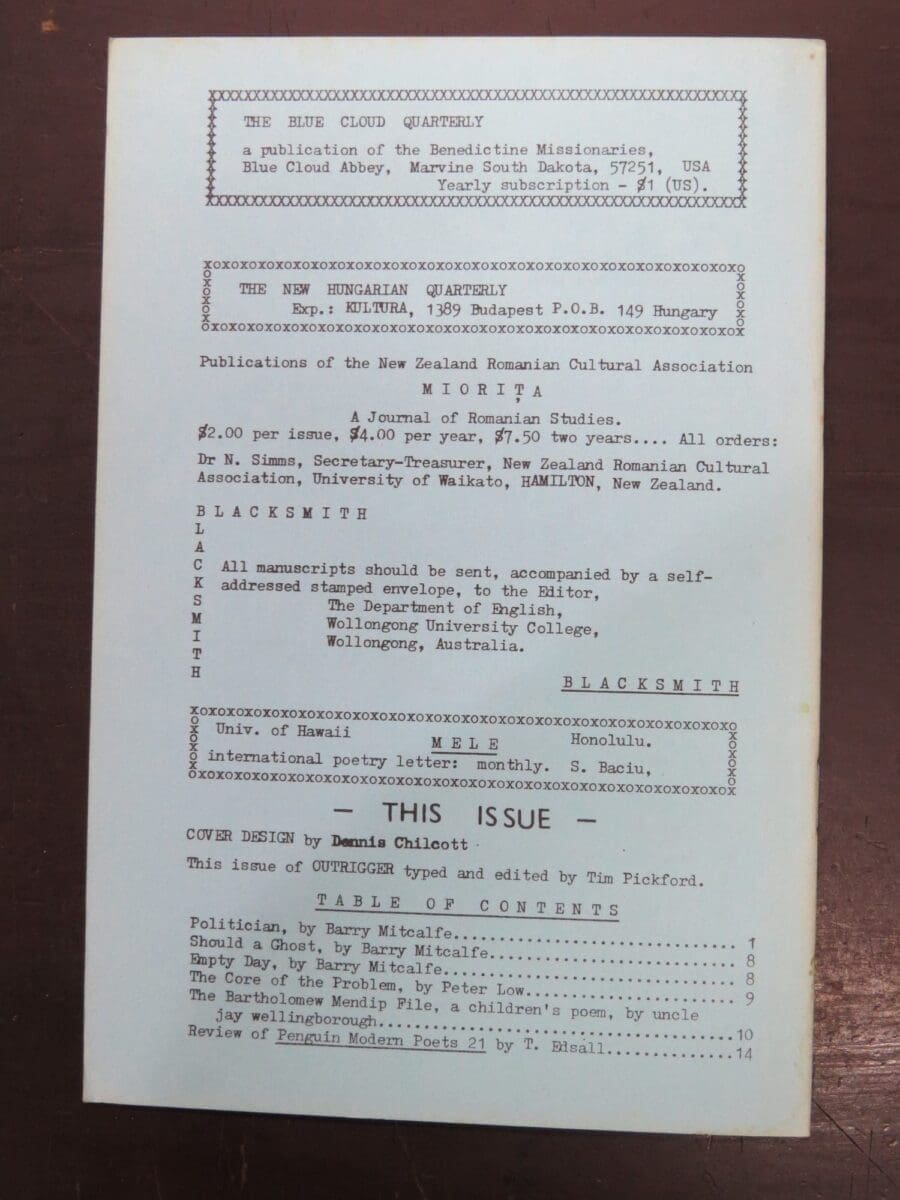 THE BLUE CLOUD QUARTERLY
a publication of the Benedictine Missionaries,
Blue Cloud Abbey, Marvine South Dakota, 57251, USA
Yearly subscription - $1 (US).
THE NEW HUNGARIAN QUARTERLY
Exp.: KULTURA, 1389 Budapest P.O.B. 149 Hungary
Publications of the New Zealand Romanian Cultural Association
M I O R I Ț A
A Journal of Romanian Studies.
$2.00 per issue, $4.00 per year, $7.50 two years.... All orders:
Dr N. Simms, Secretary-Treasurer, New Zealand Romanian Cultural
Association, University of Waikato, HAMILTON, New Zealand.
B L A C K S M I T H
L
A
C
K
S
M
I
T
H
All manuscripts should be sent, accompanied by a self-
addressed stamped envelope, to the Editor,
The Department of English,
Wollongong University College,
Wollongong, Australia.
B L A C K S M I T H
Univ. of Hawaii M E L E Honolulu.
international poetry letter: monthly. S. Baciu,
- THIS ISSUE -
COVER DESIGN by Dennis Chilcott
This issue of OUTRIGGER typed and edited by Tim Pickford.
T A B L E O F C O N T E N T S
Politician, by Barry Mitcalfe.................................. 1
Should a Ghost, by Barry Mitcalfe.............................. 8
Empty Day, by Barry Mitcalfe................................... 8
The Core of the Problem, by Peter Low.......................... 9
The Bartholomew Mendip File, a children's poem, by uncle
jay wellingborough..........................................10
Review of Penguin Modern Poets 21 by T. Edsall...............14